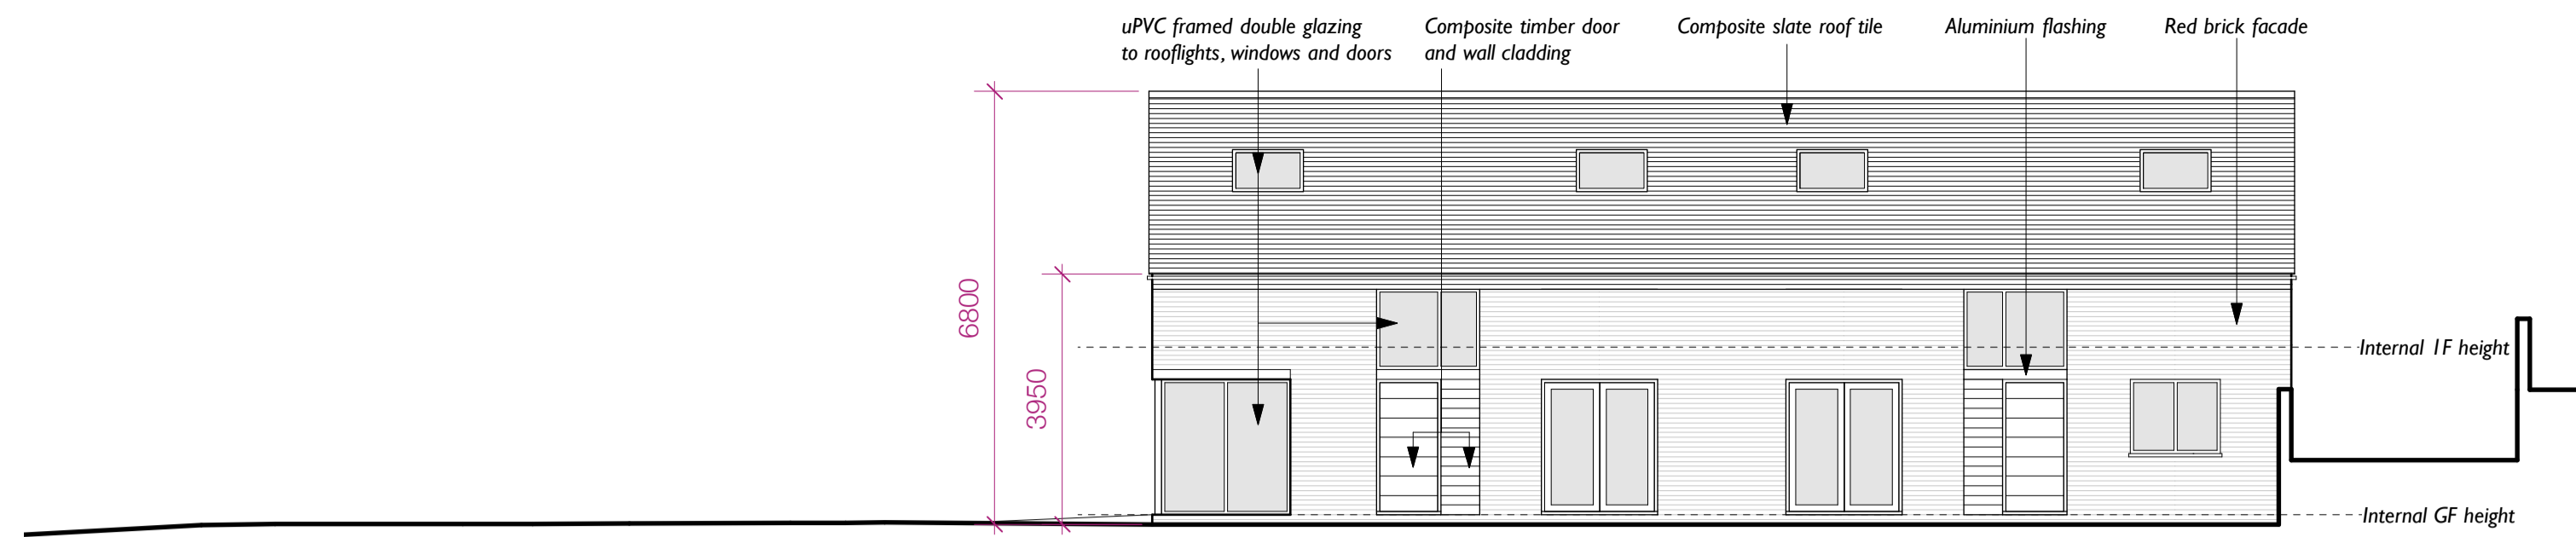 uPVC framed double glazing
to rooflights, windows and doors
Composite timber door
and wall cladding
Composite slate roof tile
Aluminium flashing
Red brick facade
6800
3950
Internal 1F height
Internal GF height